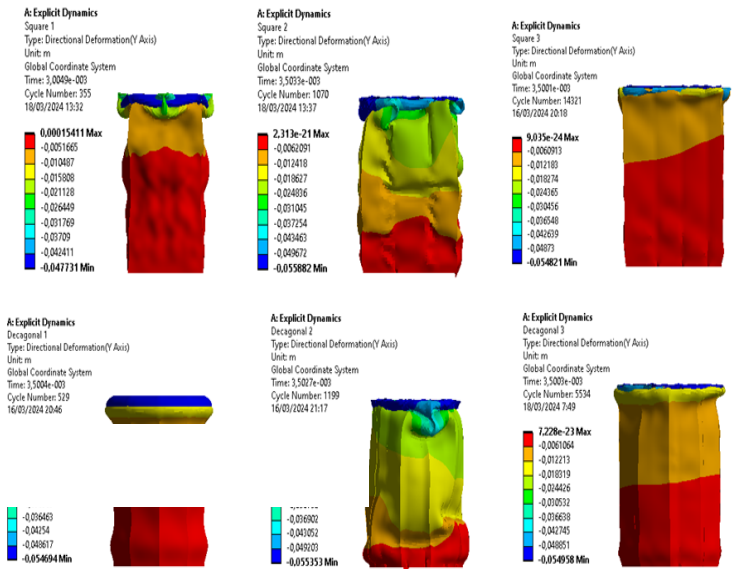 A: Explicit Dynamics
Square 1
Type: Directional Deformation(Y Axis)
Unit: m
Global Coordinate System
Time: 3,0049e-003
Cycle Number: 355
18/03/2024 13:32
0,00015411 Max
-0,0051665
-0,010487
-0,015808
-0,021128
-0,026449
-0,031769
-0,03709
-0,042411
-0,047731 Min
A: Explicit Dynamics
Square 2
Type: Directional Deformation(Y Axis)
Unit: m
Global Coordinate System
Time: 3,5033e-003
Cycle Number: 1070
18/03/2024 13:37
2,313e-21 Max
-0,0062091
-0,012418
-0,018627
-0,024836
-0,031045
-0,037254
-0,043463
-0,049672
-0,055882 Min
A: Explicit Dynamics
Square 3
Type: Directional Deformation(Y Axis)
Unit: m
Global Coordinate System
Time: 3,5001e-003
Cycle Number: 14321
16/03/2024 20:18
9,035e-24 Max
-0,0060913
-0,012183
-0,018274
-0,024365
-0,030456
-0,036548
-0,042639
-0,04873
-0,054821 Min
A: Explicit Dynamics
Decagonal 1
Type: Directional Deformation(Y Axis)
Unit: m
Global Coordinate System
Time: 3,5004e-003
Cycle Number: 529
16/03/2024 20:46
-0,036463
-0,04254
-0,048617
-0,054694 Min
A: Explicit Dynamics
Decagonal 2
Type: Directional Deformation(Y Axis)
Unit: m
Global Coordinate System
Time: 3,5027e-003
Cycle Number: 1199
16/03/2024 21:17
-0,036902
-0,043052
-0,049203
-0,055353 Min
A: Explicit Dynamics
Decagonal 3
Type: Directional Deformation(Y Axis)
Unit: m
Global Coordinate System
Time: 3,5003e-003
Cycle Number: 5534
18/03/2024 7:49
7,228e-23 Max
-0,0061064
-0,012213
-0,018319
-0,024426
-0,030532
-0,036638
-0,042745
-0,048851
-0,054958 Min